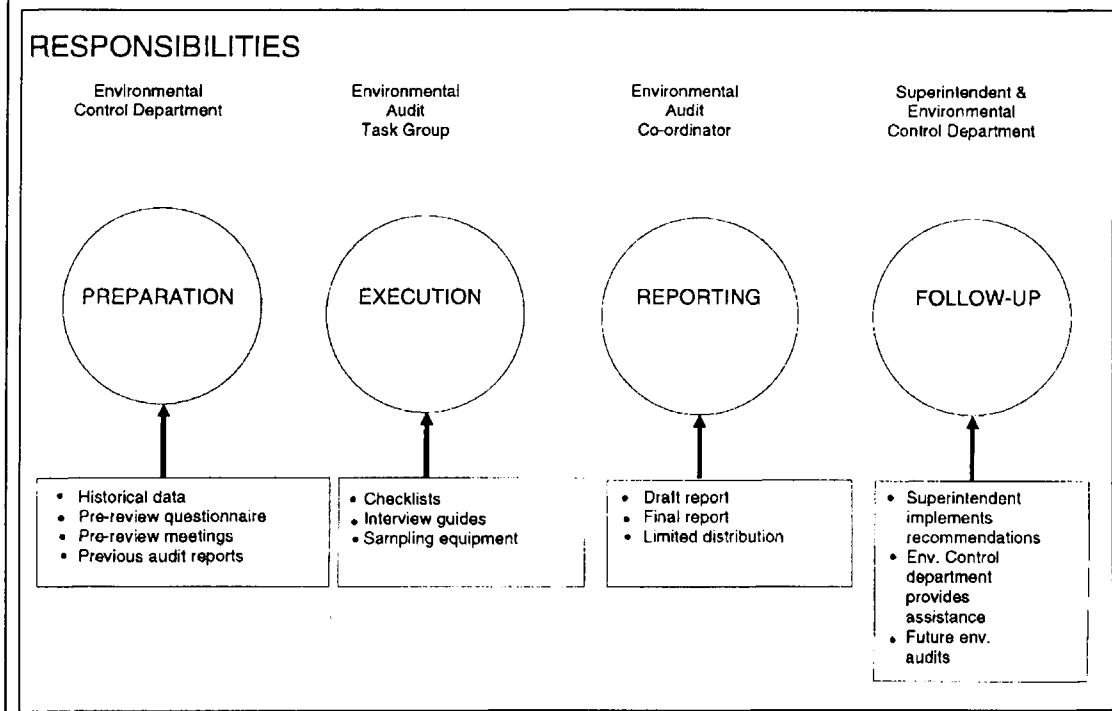 RESPONSIBILITIES
Environmental
Control Department
Environmental
Audit
Task Group
Environmental
Audit
Co-ordinator
Superintendent &
Environmental
Control Department
PREPARATION
EXECUTION
REPORTING
FOLLOW-UP
• Historical data
• Pre-review questionnaire
• Pre-review meetings
• Previous audit reports
• Checklists
• Interview guides
• Sampling equipment
• Draft report
• Final report
• Limited distribution
• Superintendent
implements
recommendations
• Env. Control
department
provides
assistance
• Future env.
audits